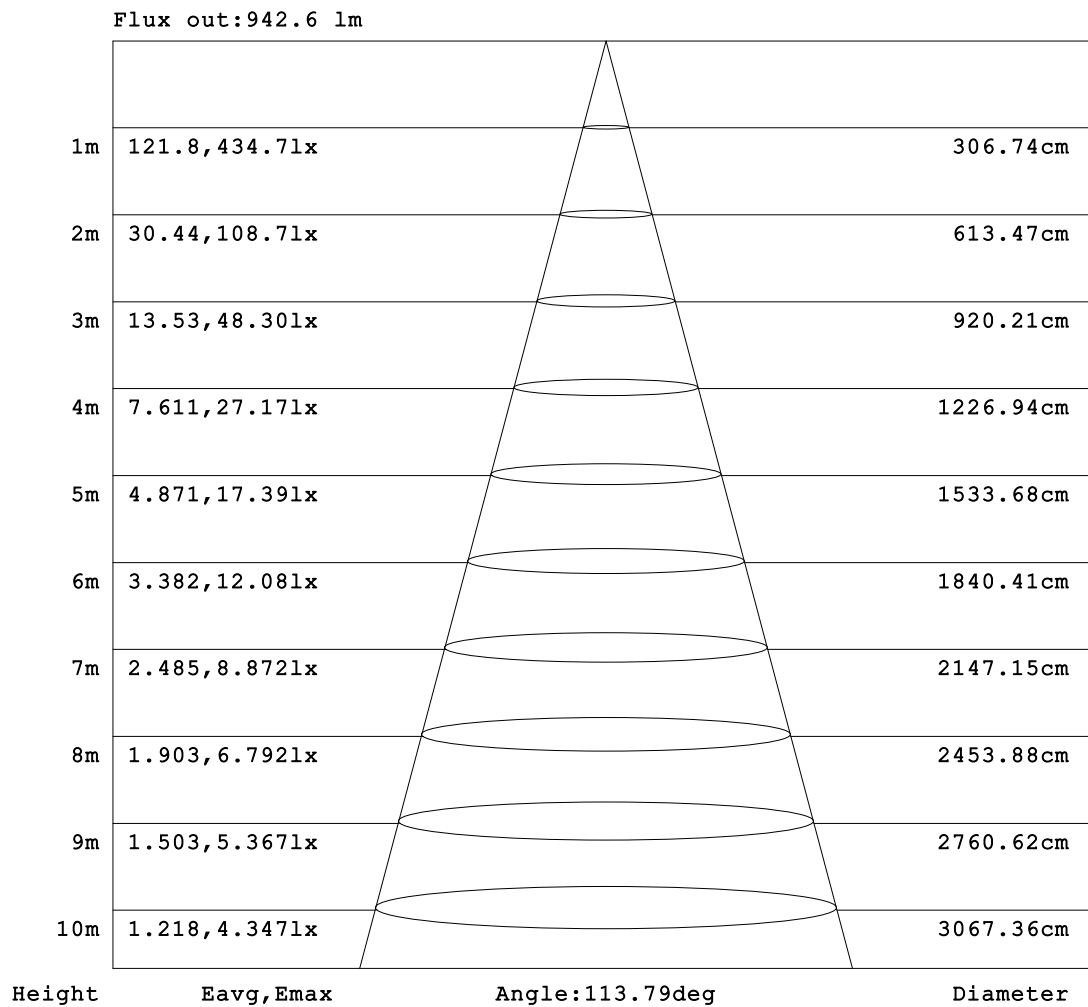 Flux out:942.6 lm
1m 121.8,434.7lx 306.74cm
2m 30.44,108.7lx 613.47cm
3m 13.53,48.30lx 920.21cm
4m 7.611,27.17lx 1226.94cm
5m 4.871,17.39lx 1533.68cm
6m 3.382,12.08lx 1840.41cm
7m 2.485,8.872lx 2147.15cm
8m 1.903,6.792lx 2453.88cm
9m 1.503,5.367lx 2760.62cm
10m 1.218,4.347lx 3067.36cm
Height Eavg,Emax Angle:113.79deg Diameter